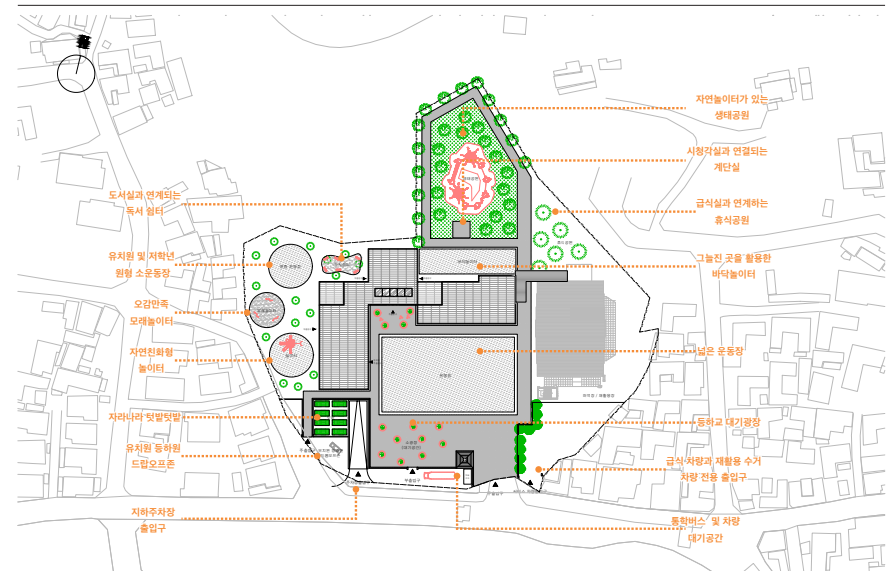 자연놀이터가 있는
생태공원
시청각실과 연결되는
계단실
도서실과 연계되는
독서 쉼터
급식실과 연계하는
휴식공원
유치원 및 저학년
원형 소운동장
그늘진 곳을 활용한
바닥놀이터
오감만족
모래놀이터
넓은 운동장
자연친화형
놀이터
자라나라 텃밭텃밭
등하교 대기광장
유치원 등하원
드랍오프존
급식 차량과 재활용 수거
차량 전용 출입구
지하주차장
출입구
통학버스 및 차량
대기공간
운동장
주출입구